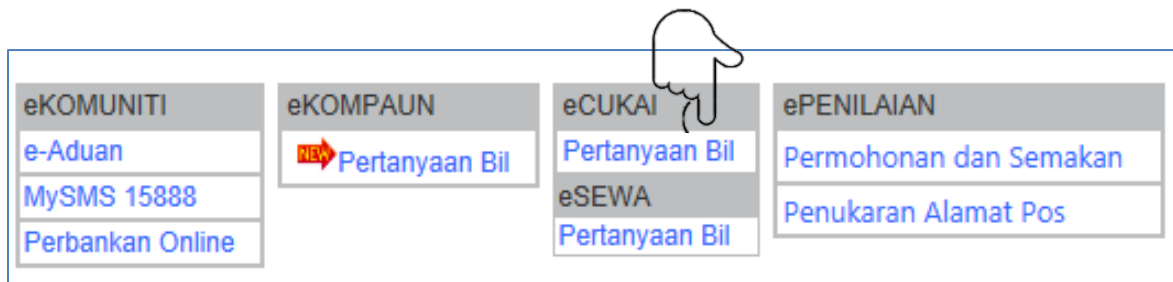 eKOMUNITI
e-Aduan
MySMS 15888
Perbankan Online
eKOMPAUN
NEW Pertanyaan Bil
eCUKAI
Pertanyaan Bil
eSEWA
Pertanyaan Bil
ePENILAIAN
Permohonan dan Semakan
Penukaran Alamat Pos